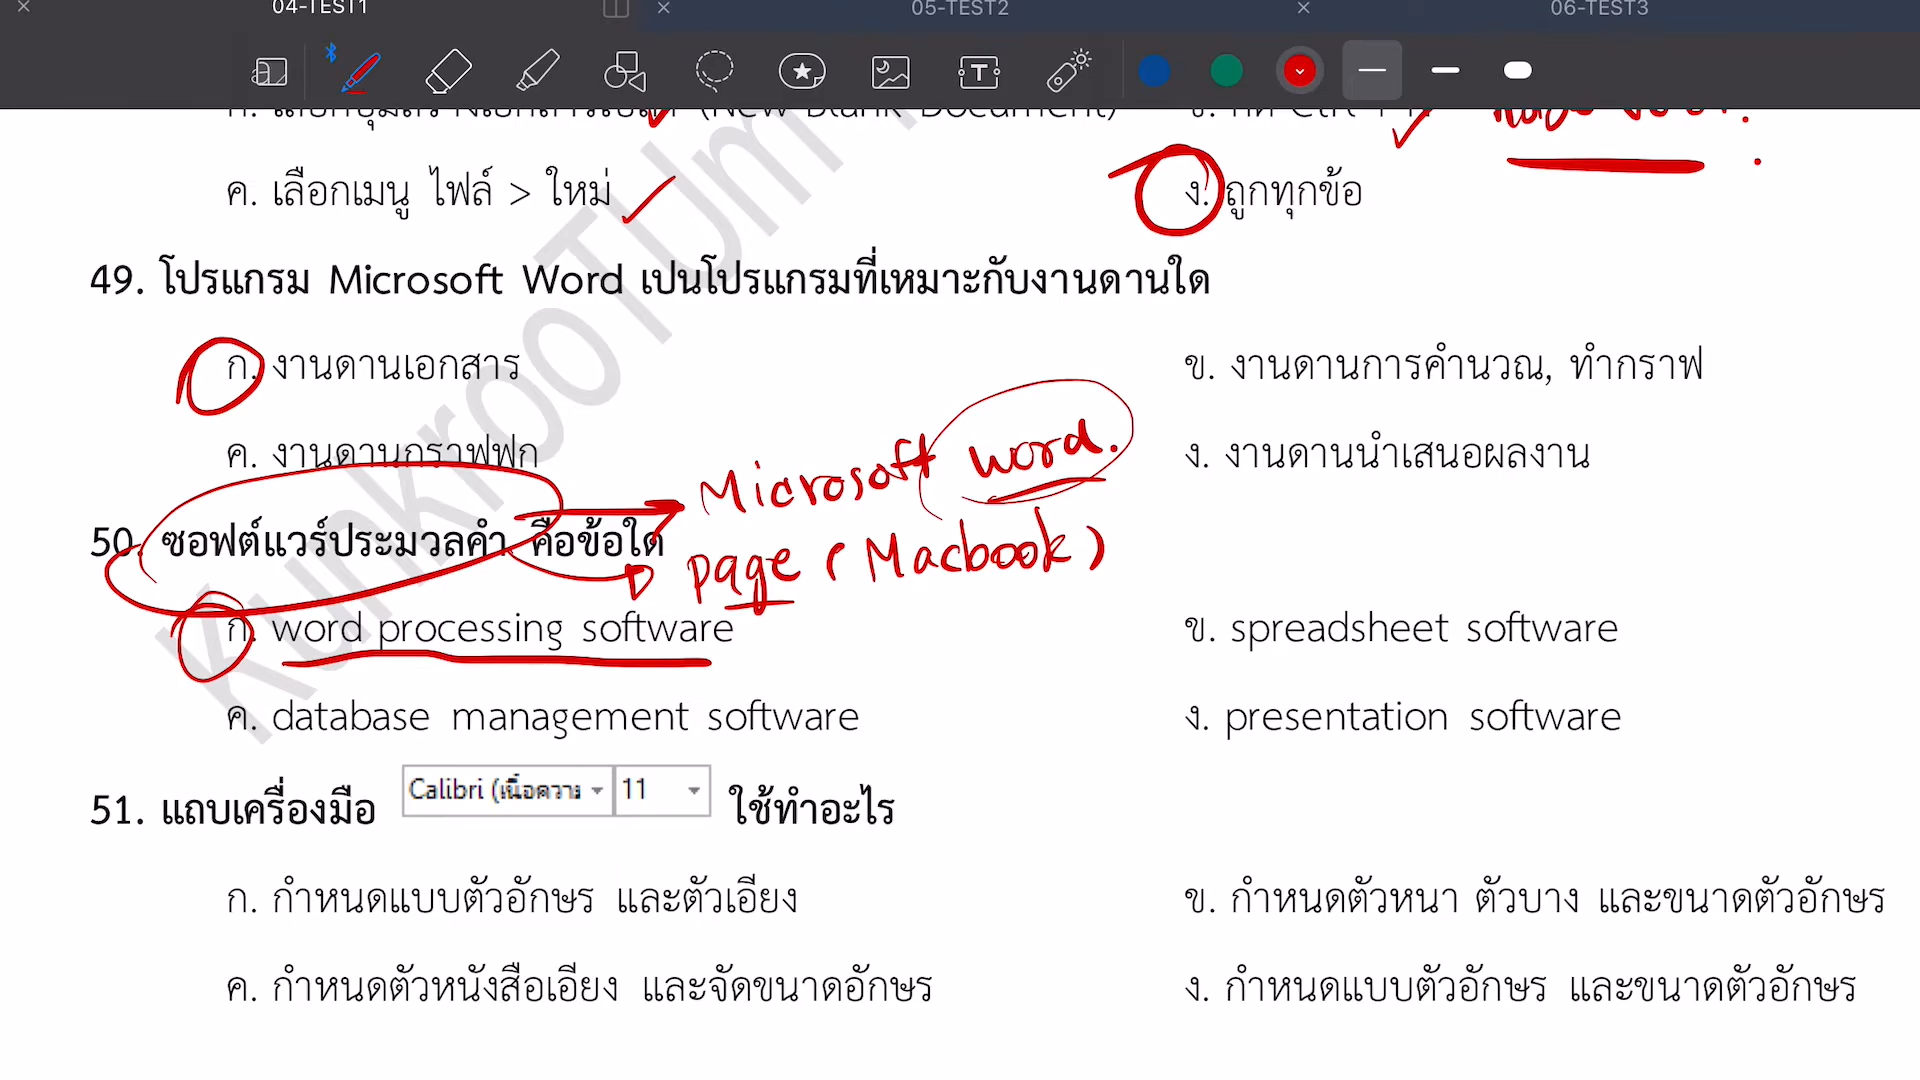 04-TEST1 05-TEST2 06-TEST3
(New Blank Document)
ค. เลือกเมนู ไฟล์ > ใหม่ ง. ถูกทุกข้อ
49. โปรแกรม Microsoft Word เปนโปรแกรมที่เหมาะกับงานดานใด
ก. งานดานเอกสาร ข. งานดานการคำนวณ, ทำกราฟ
ค. งานดานกราฟฟก ง. งานดานนำเสนอผลงาน
Microsoft word.
50. ซอฟต์แวร์ประมวลคำ คือข้อใด
page (Macbook)
ก. word processing software ข. spreadsheet software
ค. database management software ง. presentation software
51. แถบเครื่องมือ Calibri (เนื้อความ 11 ใช้ทำอะไร
ก. กำหนดแบบตัวอักษร และตัวเอียง ข. กำหนดตัวหนา ตัวบาง และขนาดตัวอักษร
ค. กำหนดตัวหนังสือเอียง และจัดขนาดอักษร ง. กำหนดแบบตัวอักษร และขนาดตัวอักษร
KunkrooTUm